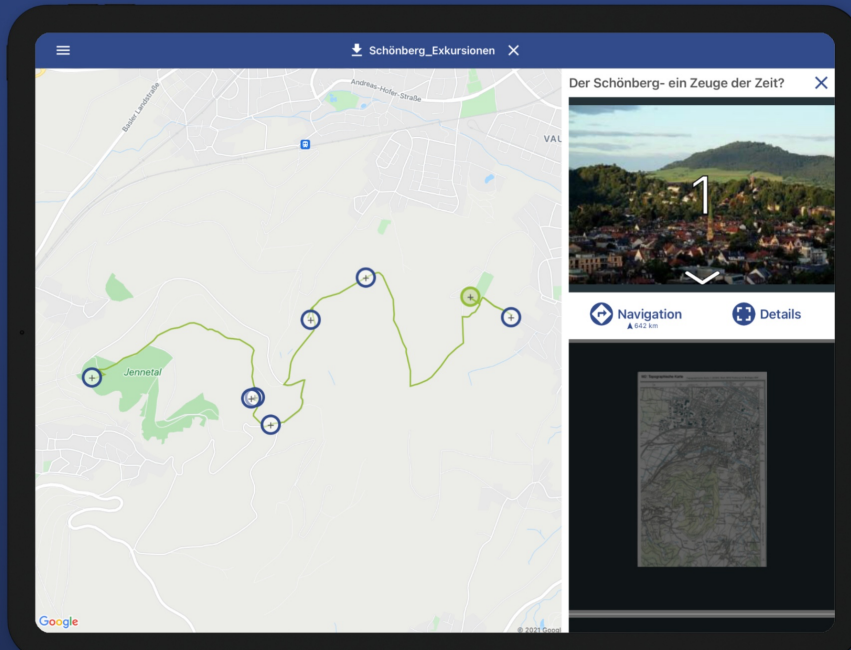 Schönberg_Exkursionen
Basler Landstraße
Andreas-Hofer-Straße
VAU
Jennetal
Google
© 2021 Googl
Der Schönberg- ein Zeuge der Zeit?
1
Navigation
642 km
Details